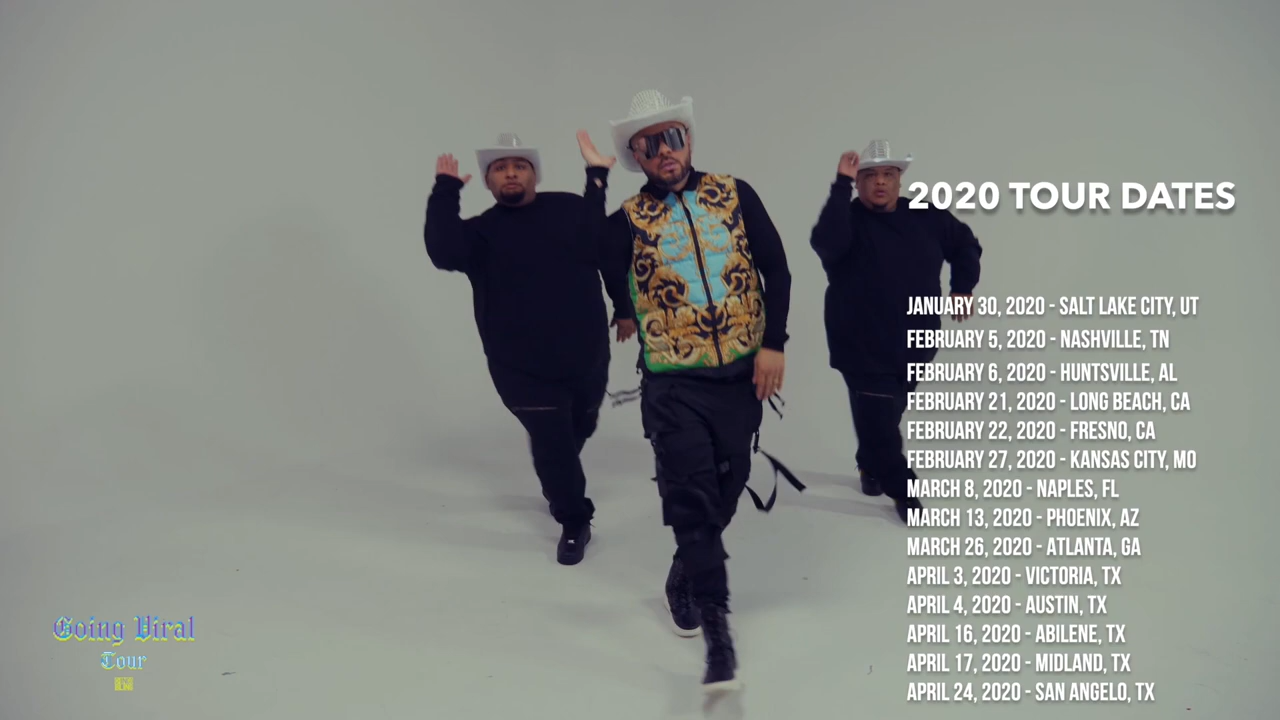 2020 TOUR DATES
JANUARY 30, 2020 - SALT LAKE CITY, UT
FEBRUARY 5, 2020 - NASHVILLE, TN
FEBRUARY 6, 2020 - HUNTSVILLE, AL
FEBRUARY 21, 2020 - LONG BEACH, CA
FEBRUARY 22, 2020 - FRESNO, CA
FEBRUARY 27, 2020 - KANSAS CITY, MO
MARCH 8, 2020 - NAPLES, FL
MARCH 13, 2020 - PHOENIX, AZ
MARCH 26, 2020 - ATLANTA, GA
APRIL 3, 2020 - VICTORIA, TX
APRIL 4, 2020 - AUSTIN, TX
APRIL 16, 2020 - ABILENE, TX
APRIL 17, 2020 - MIDLAND, TX
APRIL 24, 2020 - SAN ANGELO, TX
Going Viral
Tour